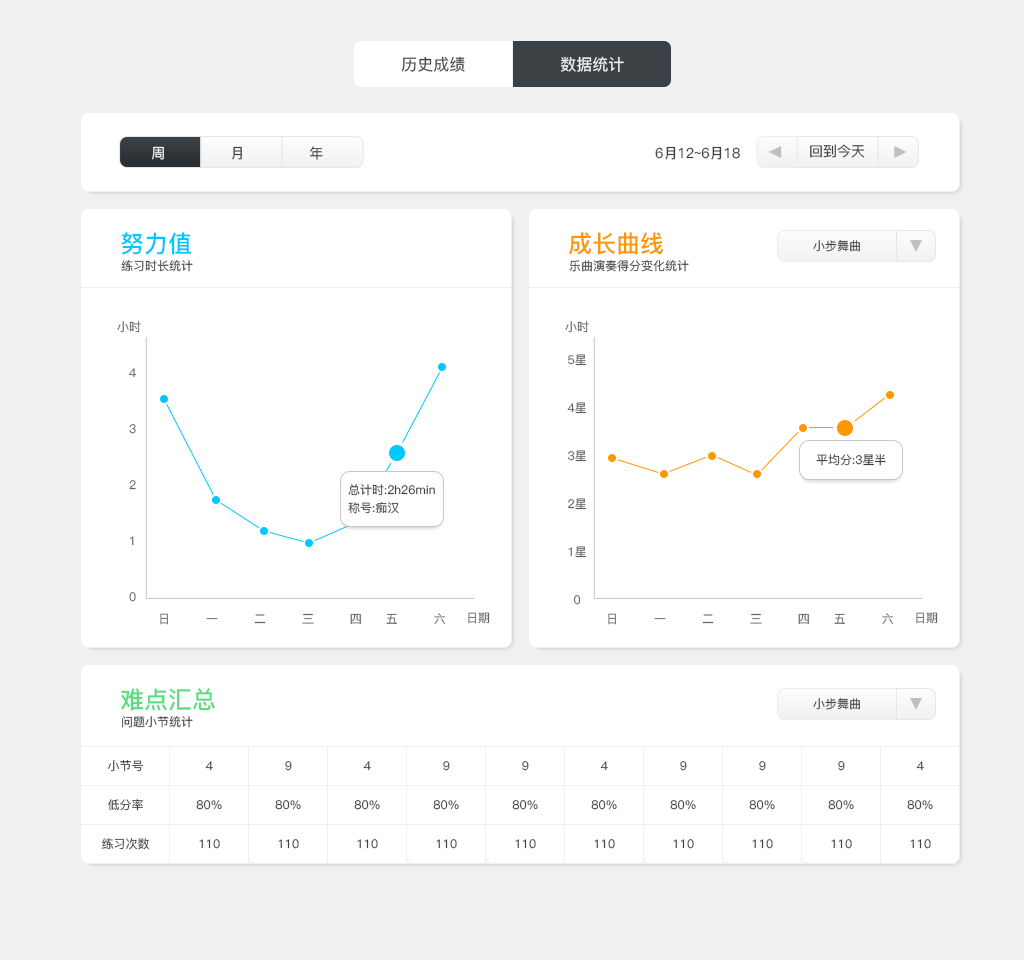 历史成绩 数据统计
周 月 年 6月12~6月18 回到今天
努力值
练习时长统计
小时
4
3
2
1
0
总计时:2h26min
称号:痴汉
日 一 二 三 四 五 六 日期
成长曲线
乐曲演奏得分变化统计
小步舞曲
小时
5星
4星
3星
2星
1星
0
平均分:3星半
日 一 二 三 四 五 六 日期
难点汇总
问题小节统计
小步舞曲
小节号 4 9 4 9 9 4 9 9 9 4
低分率 80% 80% 80% 80% 80% 80% 80% 80% 80% 80%
练习次数 110 110 110 110 110 110 110 110 110 110